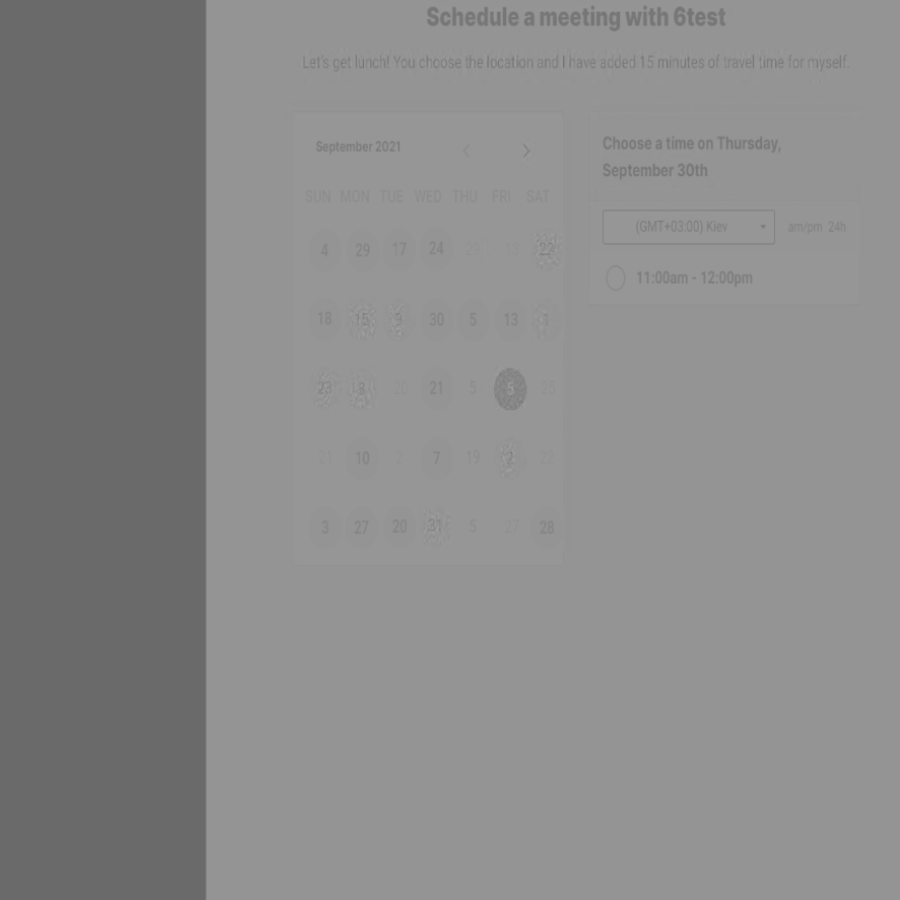 Schedule a meeting with 6test
Let's get lunch! You choose the location and I have added 15 minutes of travel time for myself.
September 2021
SUN MON TUE WED THU FRI SAT
4 29 17 24 13 22
18 15 9 30 5 13
23 18 20 21 5 5
21 10 2 7 19 2 22
3 27 20 31 5 27 28
Choose a time on Thursday,
September 30th
(GMT+03:00) Kiev
am/pm 24h
11:00am - 12:00pm